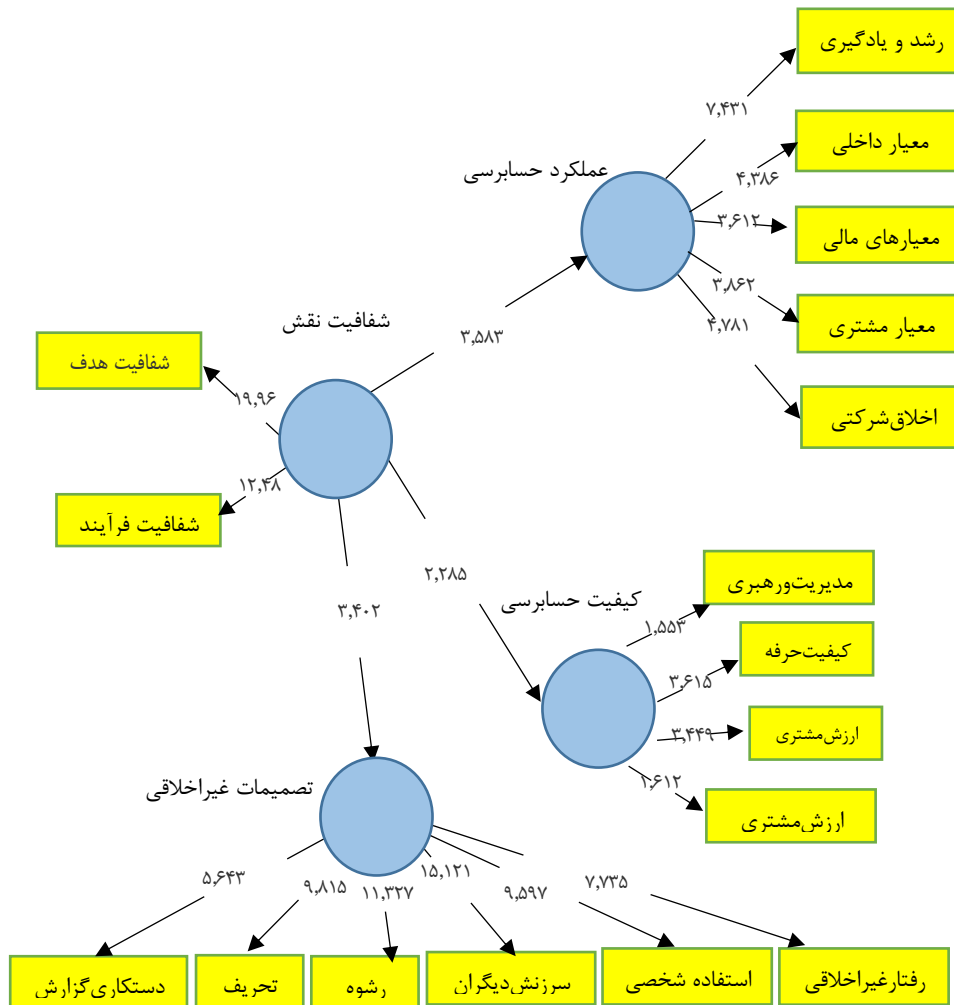 رشد و یادگیری
۷,۴۳۱
معیار داخلی
۴,۳۸۶
عملکرد حسابرسی
۳,۶۱۲
معیارهای مالی
۳,۸۶۲
معیار مشتری
۴,۷۸۱
اخلاق‌شرکتی
شفافیت نقش
۳,۵۸۳
شفافیت هدف
۱۹,۹۶
۱۲,۴۸
شفافیت فرآیند
۲,۲۸۵
۳,۴۰۲
کیفیت حسابرسی
مدیریت‌ورهبری
۱,۵۵۳
کیفیت‌حرفه
۳,۶۱۵
ارزش‌مشتری
۳,۴۴۹
۱,۶۱۲
ارزش‌مشتری
تصمیمات غیراخلاقی
۷,۷۳۵
۹,۵۹۷
۱۵,۱۲۱
۱۱,۳۲۷
۹,۸۱۵
۵,۶۴۳
رفتارغیراخلاقی
استفاده شخصی
سرزنش‌دیگران
رشوه
تحریف
دستکاری‌گزارش